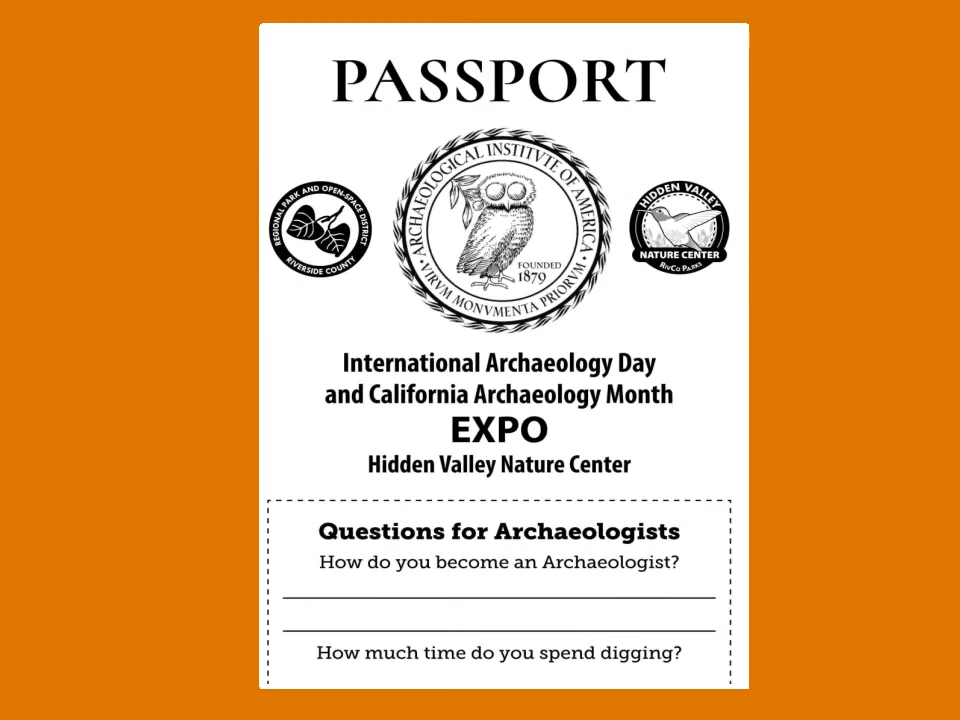 PASSPORT
REGIONAL PARK AND OPEN-SPACE DISTRICT
RIVERSIDE COUNTY
ARCHAEOLOGICAL INSTITVTE OF AMERICA
VIRVM MONVMENTA PRIORVM
FOUNDED
1879
HIDDEN VALLEY
NATURE CENTER
RIVCO PARKS
International Archaeology Day
and California Archaeology Month
EXPO
Hidden Valley Nature Center
Questions for Archaeologists
How do you become an Archaeologist?
How much time do you spend digging?